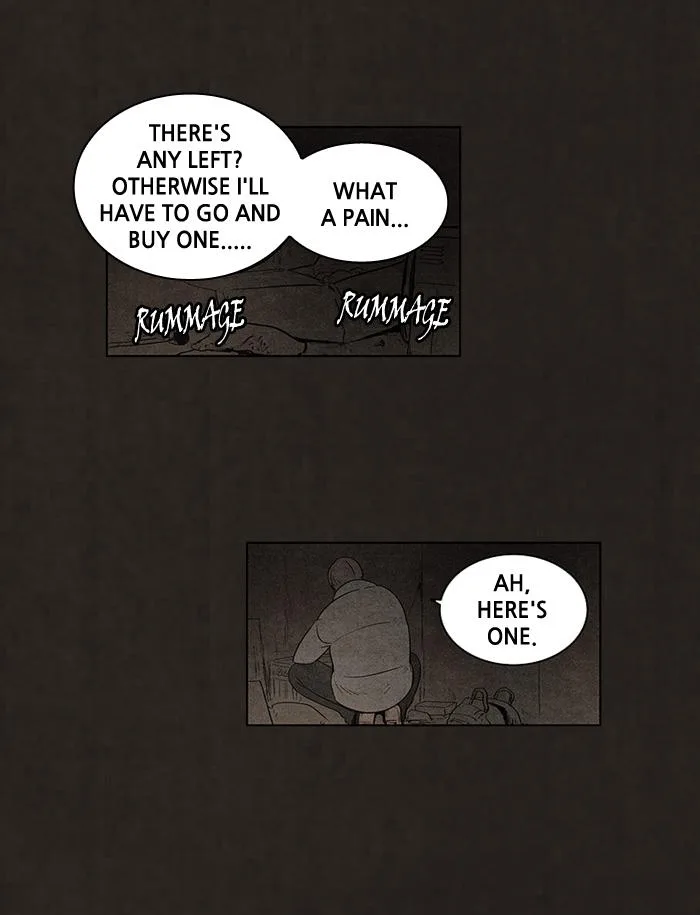 THERE'S
ANY LEFT?
OTHERWISE I'LL
HAVE TO GO AND
BUY ONE.....
WHAT
A PAIN...
RUMMAGE
RUMMAGE
AH,
HERE'S
ONE.